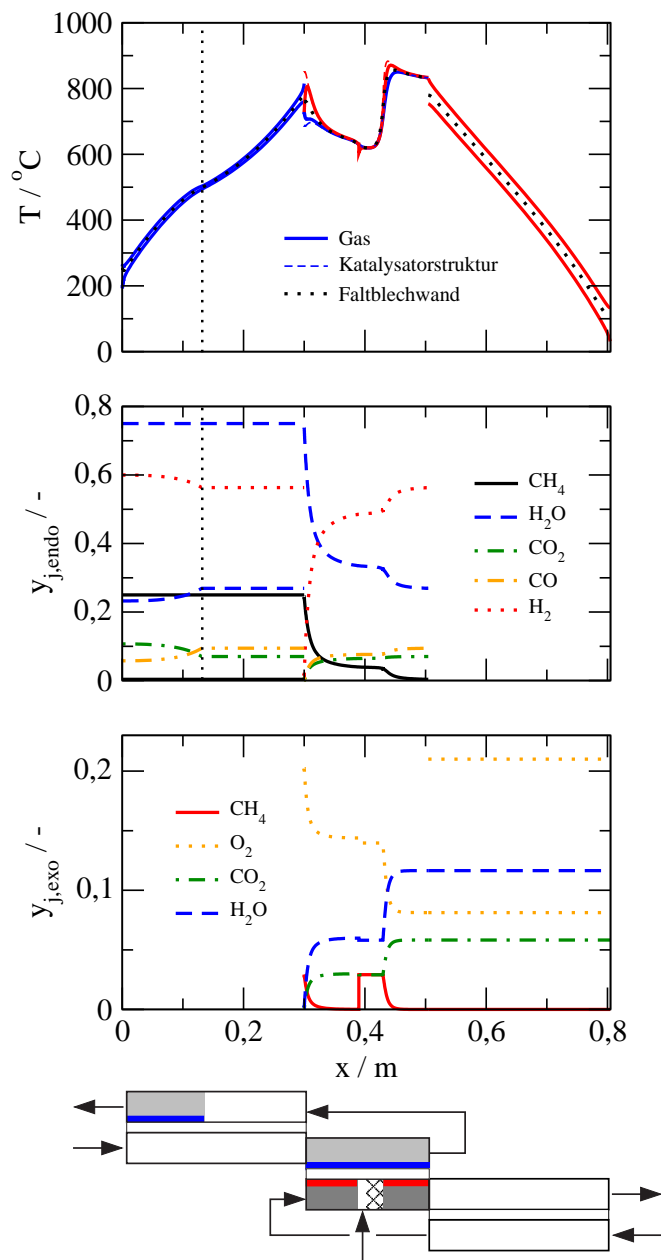 1000
800
600
400
200
0
T / °C
Gas
Katalysatorstruktur
Faltblechwand
0,8
0,6
0,4
0,2
0
y_j,endo / -
CH4
H2O
CO2
CO
H2
0,2
0,1
0
y_j,exo / -
CH4
O2
CO2
H2O
0 0,2 0,4 0,6 0,8
x / m